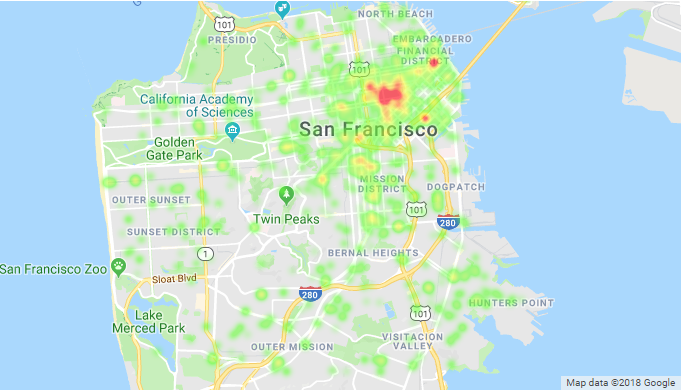 NORTH BEACH
101
PRESIDIO
EMBARCADERO
FINANCIAL
DISTRICT
101
California Academy
of Sciences
San Francisco
Golden
Gate Park
MISSION
DISTRICT
DOGPATCH
OUTER SUNSET
Twin Peaks
101
280
SUNSET DISTRICT
1
BERNAL HEIGHTS
San Francisco Zoo
Sloat Blvd
280
HUNTERS POINT
Lake
Merced Park
101
OUTER MISSION
VISITACION
VALLEY
Map data ©2018 Google